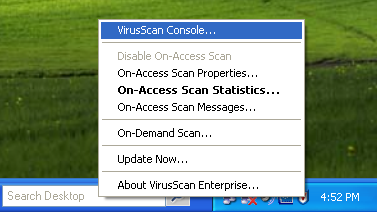 VirusScan Console...
Disable On-Access Scan
On-Access Scan Properties...
On-Access Scan Statistics...
On-Access Scan Messages...
On-Demand Scan...
Update Now...
About VirusScan Enterprise...
Search Desktop
4:52 PM